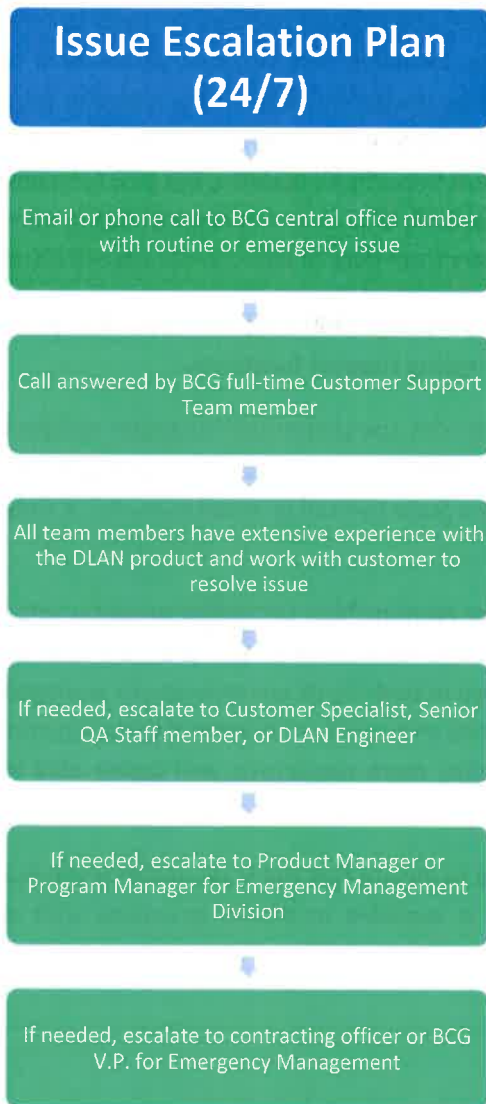 Issue Escalation Plan
(24/7)
Email or phone call to BCG central office number
with routine or emergency issue
Call answered by BCG full-time Customer Support
Team member
All team members have extensive experience with
the DLAN product and work with customer to
resolve issue
If needed, escalate to Customer Specialist, Senior
QA Staff member, or DLAN Engineer
If needed, escalate to Product Manager or
Program Manager for Emergency Management
Division
If needed, escalate to contracting officer or BCG
V.P. for Emergency Management